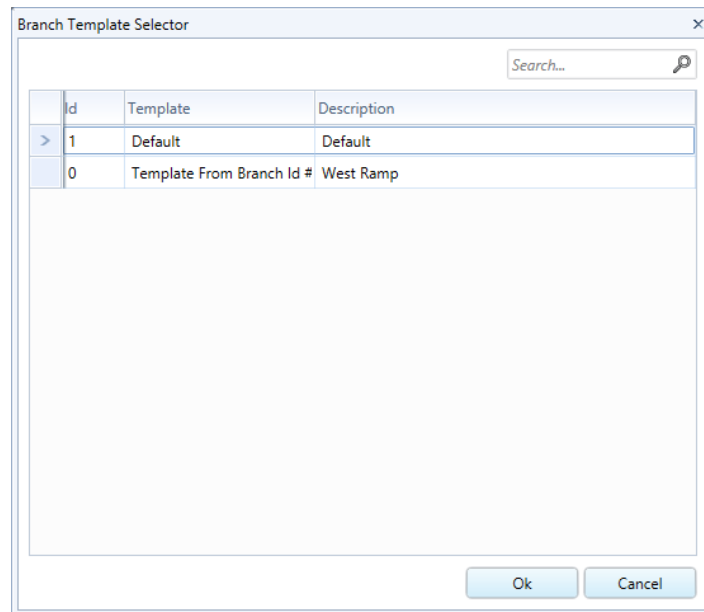 Branch Template Selector
Search...
Id Template Description
1 Default Default
0 Template From Branch Id # West Ramp
Ok Cancel